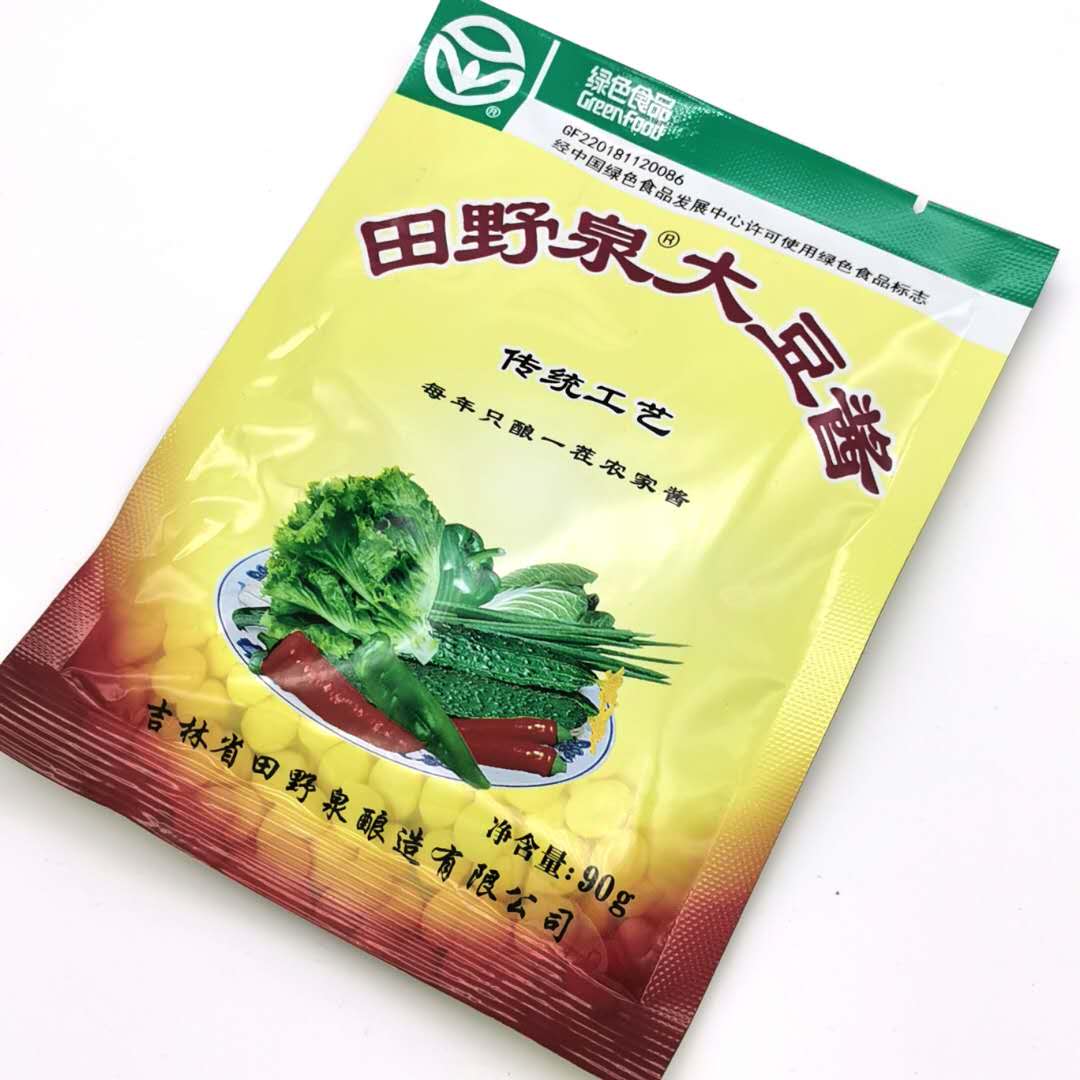 绿色食品
GreenFood
GF220181120086
经中国绿色食品发展中心许可使用绿色食品标志
田野泉®大豆酱
传统工艺
每年只酿一茬农家酱
净含量:90g
吉林省田野泉酿造有限公司